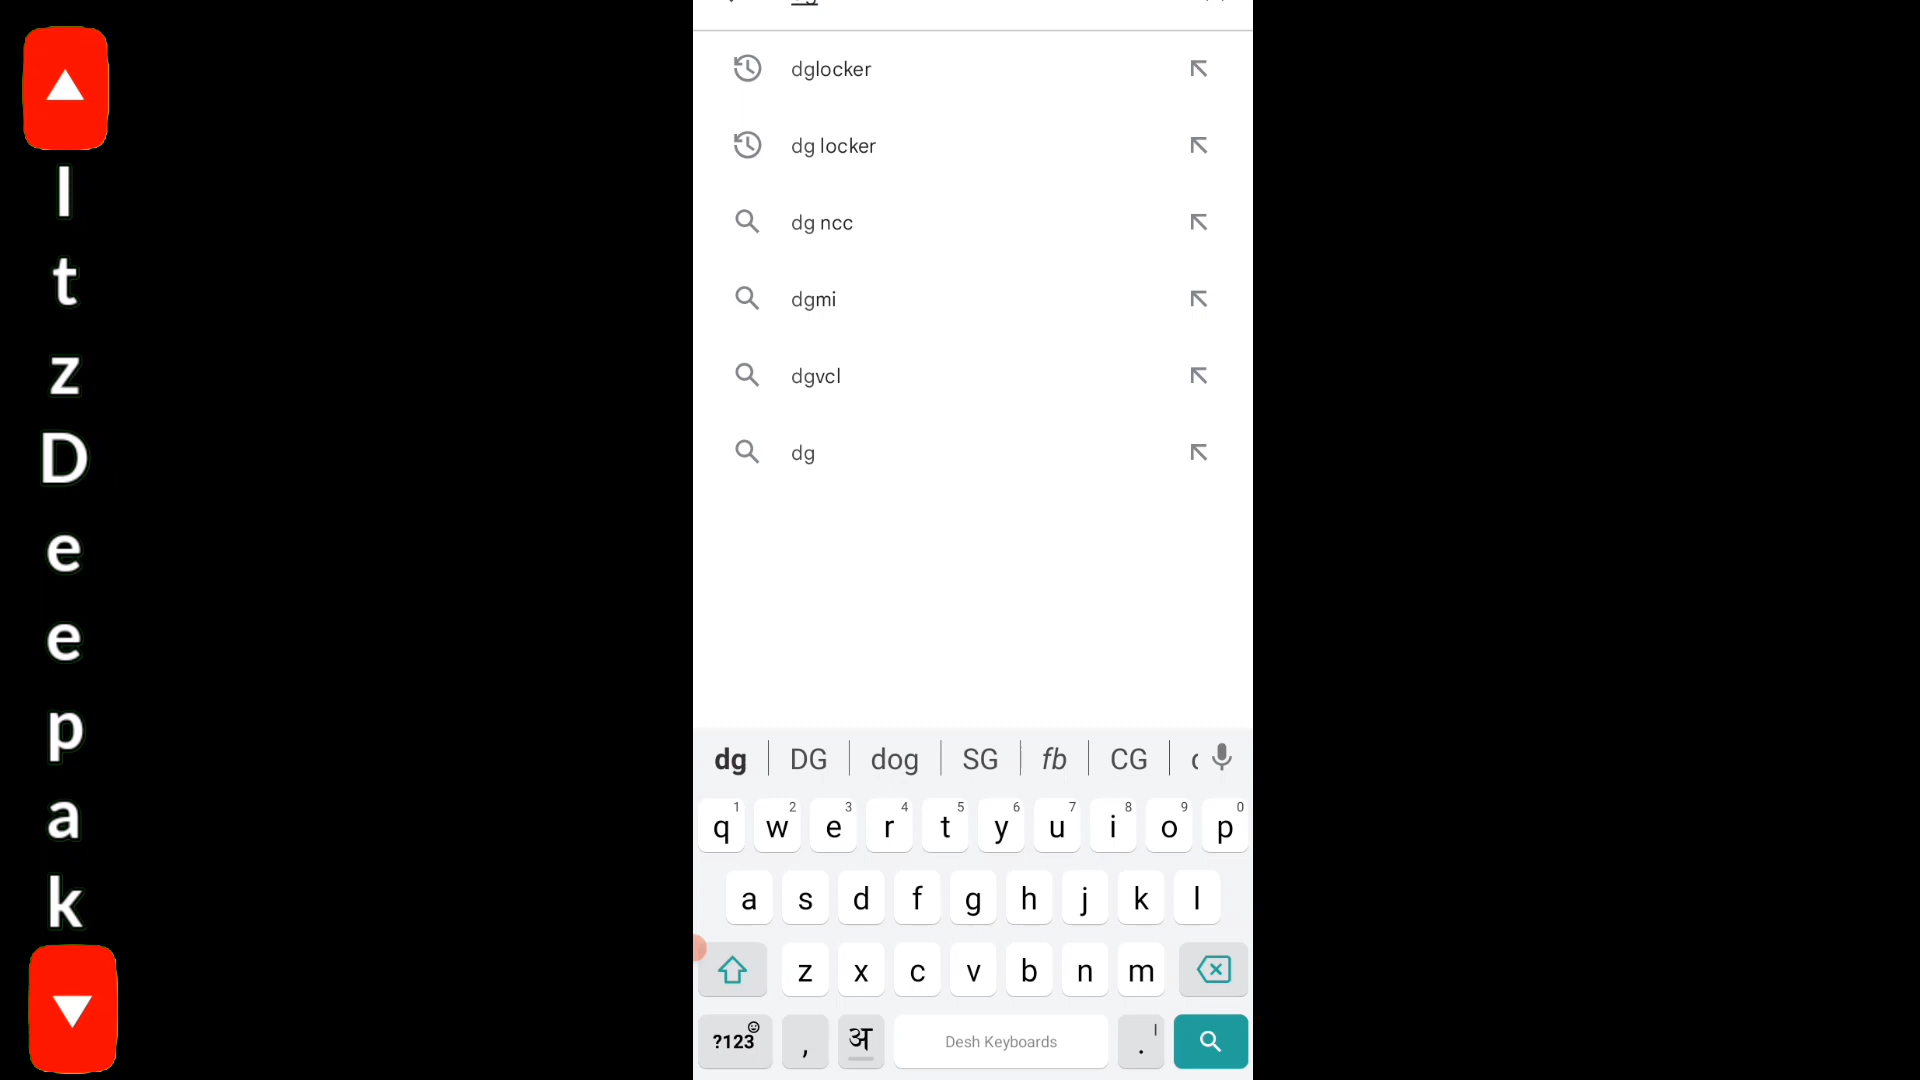 I
t
z
D
e
e
p
a
k
dg
dglocker
dg locker
dg ncc
dgmi
dgvcl
dg
dg DG dog SG fb CG
1 2 3 4 5 6 7 8 9 0
q w e r t y u i o p
a s d f g h j k l
z x c v b n m
?123 , अ Desh Keyboards .